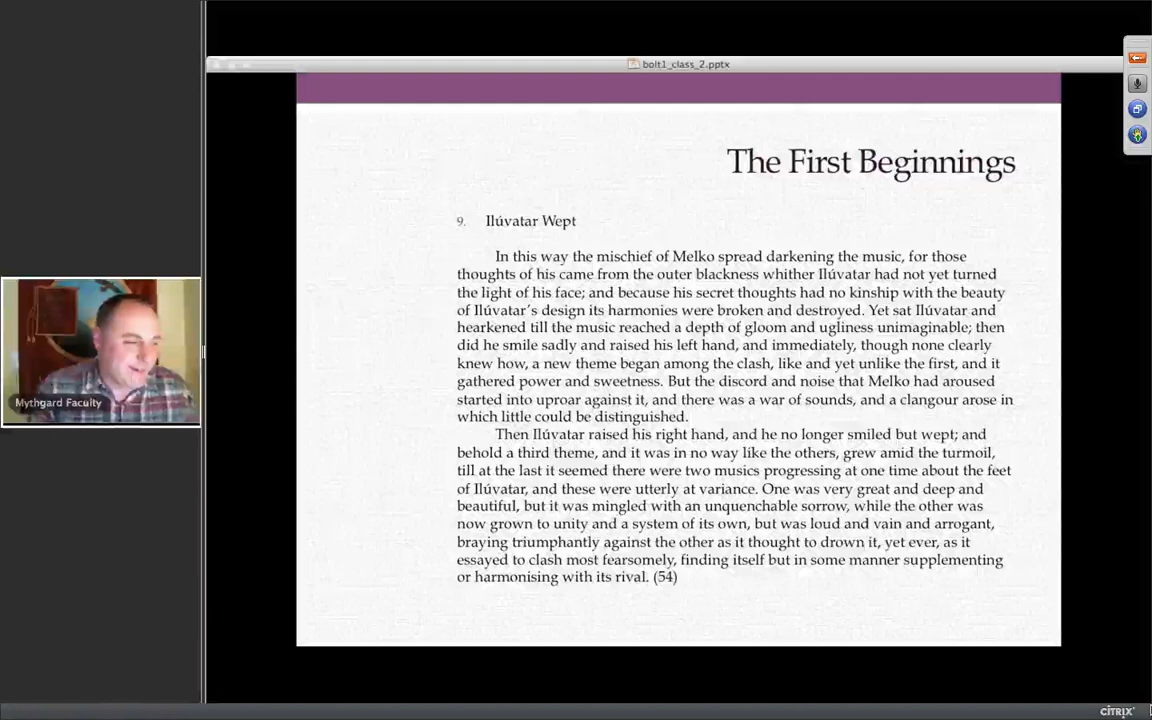 bolt1_class_2.pptx
The First Beginnings
9. Ilúvatar Wept
In this way the mischief of Melko spread darkening the music, for those
thoughts of his came from the outer blackness whither Ilúvatar had not yet turned
the light of his face; and because his secret thoughts had no kinship with the beauty
of Ilúvatar's design its harmonies were broken and destroyed. Yet sat Ilúvatar and
hearkened till the music reached a depth of gloom and ugliness unimaginable; then
did he smile sadly and raised his left hand, and immediately, though none clearly
knew how, a new theme began among the clash, like and yet unlike the first, and it
gathered power and sweetness. But the discord and noise that Melko had aroused
started into uproar against it, and there was a war of sounds, and a clangour arose in
which little could be distinguished.
Then Ilúvatar raised his right hand, and he no longer smiled but wept; and
behold a third theme, and it was in no way like the others, grew amid the turmoil,
till at the last it seemed there were two musics progressing at one time about the feet
of Ilúvatar, and these were utterly at variance. One was very great and deep and
beautiful, but it was mingled with an unquenchable sorrow, while the other was
now grown to unity and a system of its own, but was loud and vain and arrogant,
braying triumphantly against the other as it thought to drown it, yet ever, as it
essayed to clash most fearsomely, finding itself but in some manner supplementing
or harmonising with its rival. (54)
Mythgard Faculty
CITRIX